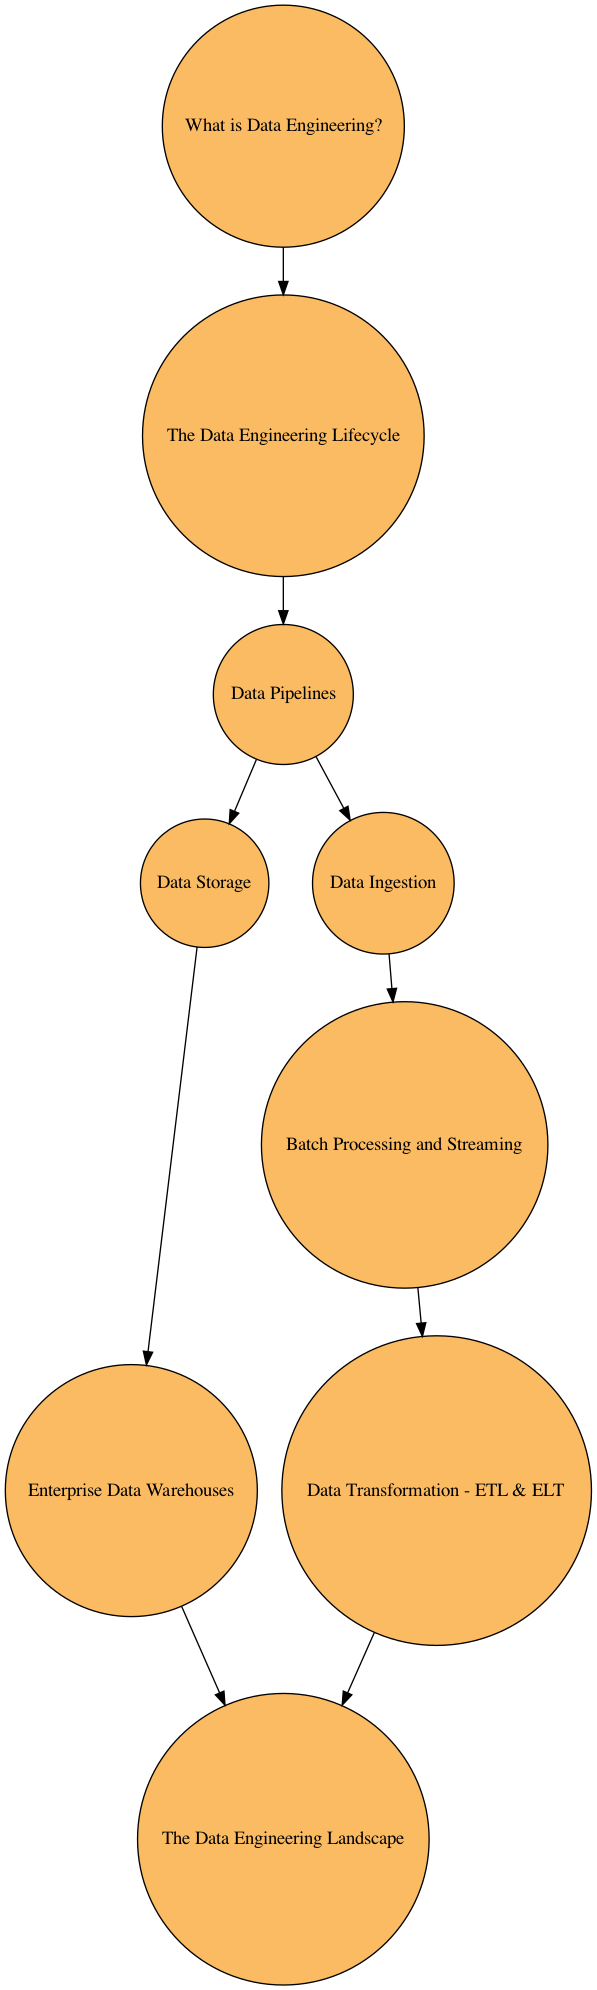 What is Data Engineering?
The Data Engineering Lifecycle
Data Pipelines
Data Storage
Data Ingestion
Batch Processing and Streaming
Enterprise Data Warehouses
Data Transformation - ETL & ELT
The Data Engineering Landscape